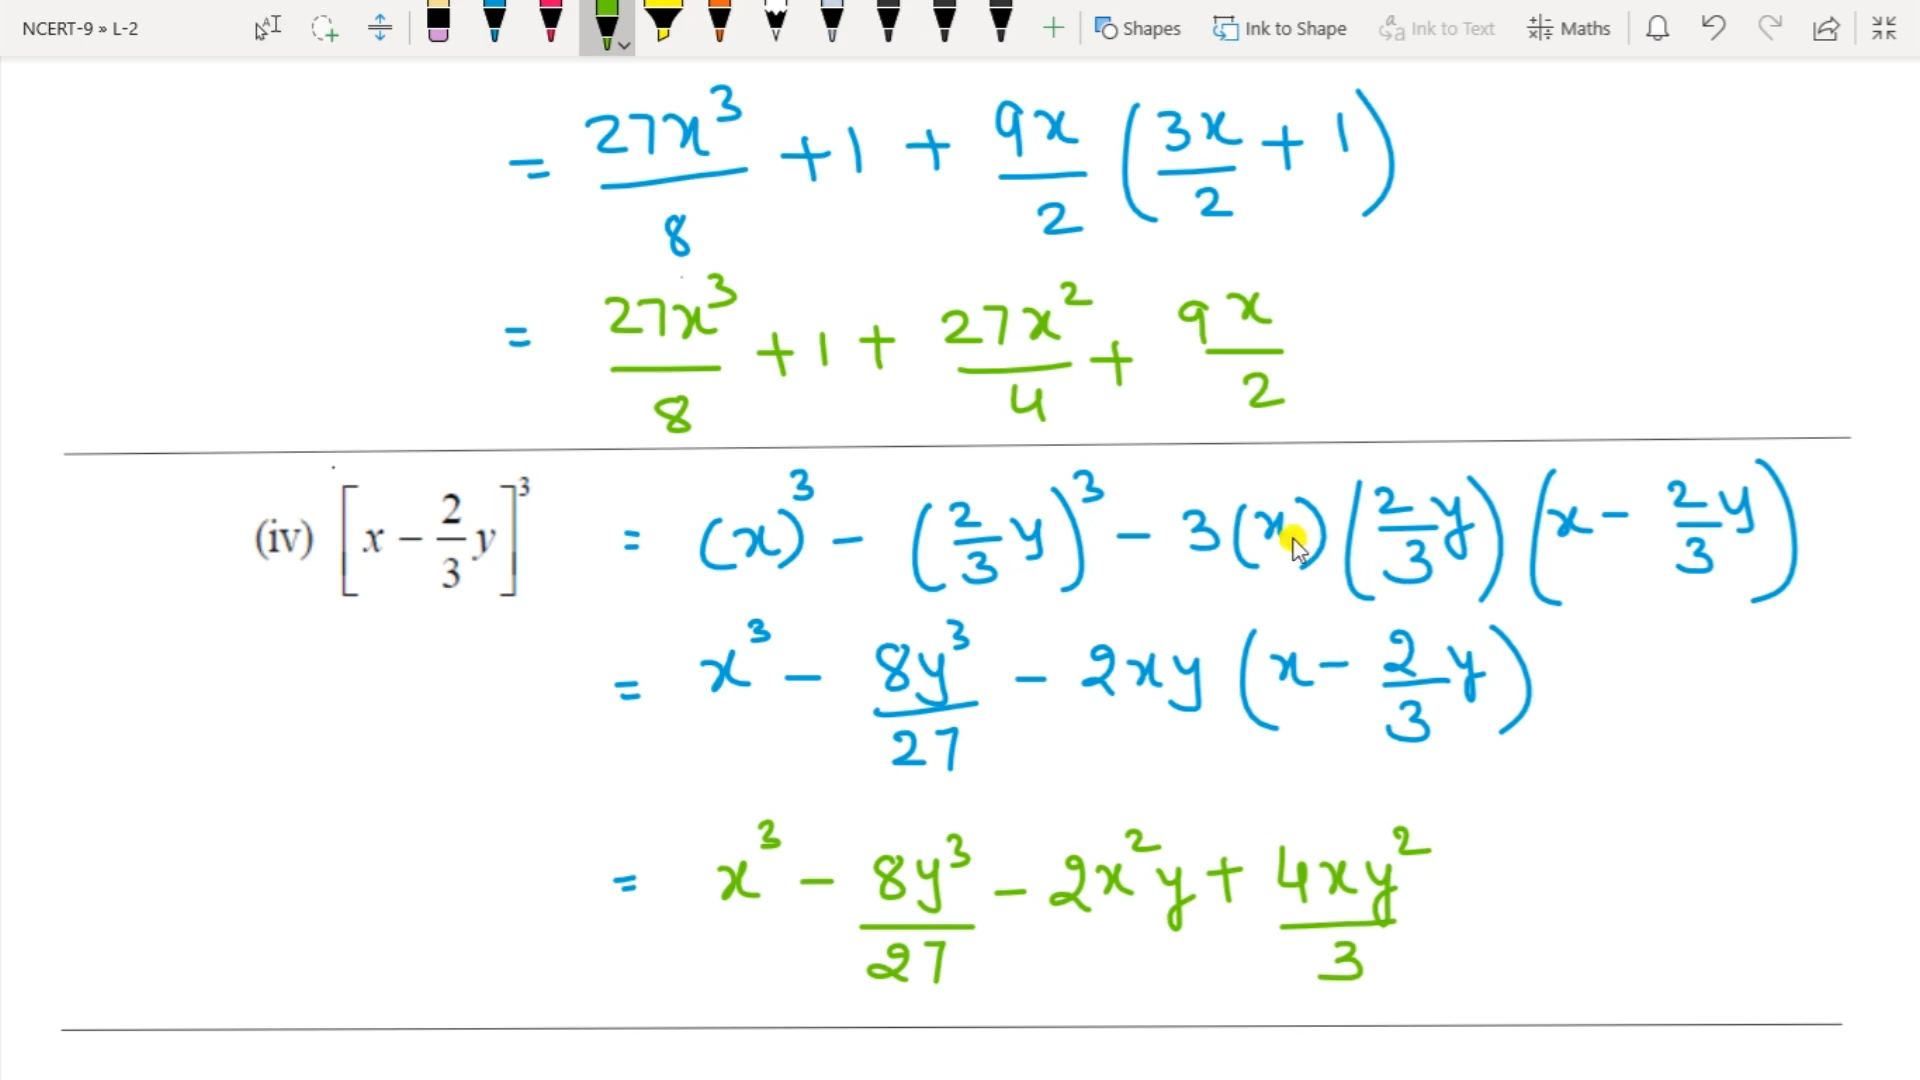 NCERT-9 » L-2 Shapes Ink to Shape Ink to Text Maths
= 27x³/8 + 1 + 9x/2 (3x/2 + 1)
= 27x³/8 + 1 + 27x²/4 + 9x/2
(iv) [x − 2/3 y]³ = (x)³ − (2/3 y)³ − 3(x)(2/3 y)(x − 2/3 y)
= x³ − 8y³/27 − 2xy (x − 2/3 y)
= x³ − 8y³/27 − 2x²y + 4xy²/3